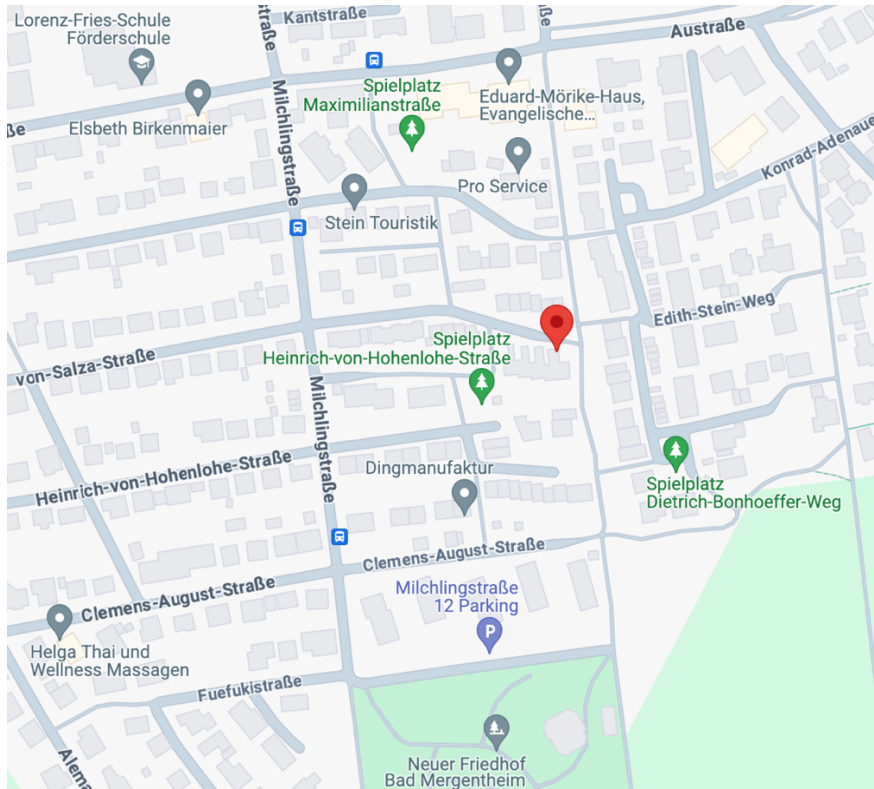 Lorenz-Fries-Schule
Förderschule
Kantstraße
Austraße
Spielplatz
Maximilianstraße
Eduard-Mörike-Haus,
Evangelische...
Elsbeth Birkenmaier
Milchlingstraße
Konrad-Adenaue
Pro Service
Stein Touristik
Edith-Stein-Weg
von-Salza-Straße
Spielplatz
Heinrich-von-Hohenlohe-Straße
Milchlingstraße
Heinrich-von-Hohenlohe-Straße
Dingmanufaktur
Spielplatz
Dietrich-Bonhoeffer-Weg
Clemens-August-Straße
Clemens-August-Straße
Milchlingstraße
12 Parking
P
Helga Thai und
Wellness Massagen
Fuefukistraße
Alema
Neuer Friedhof
Bad Mergentheim